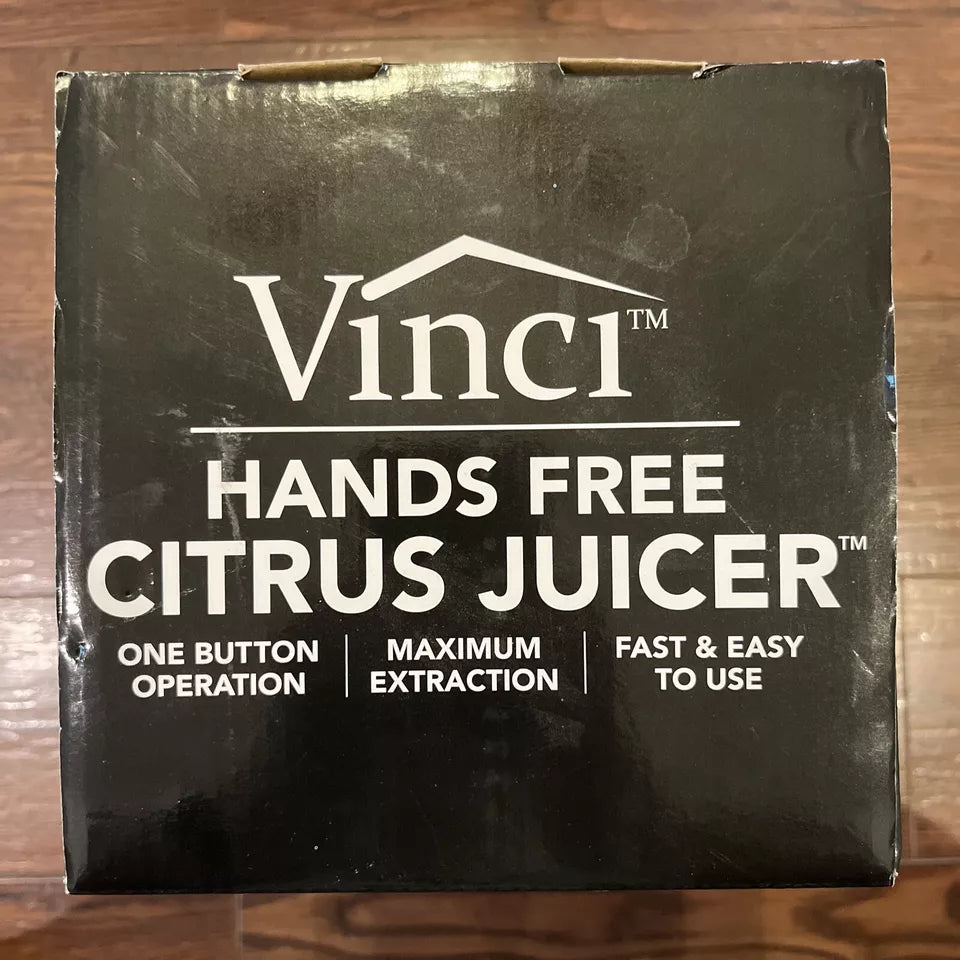 Vinci™
HANDS FREE
CITRUS JUICER™
ONE BUTTON
OPERATION
MAXIMUM
EXTRACTION
FAST & EASY
TO USE